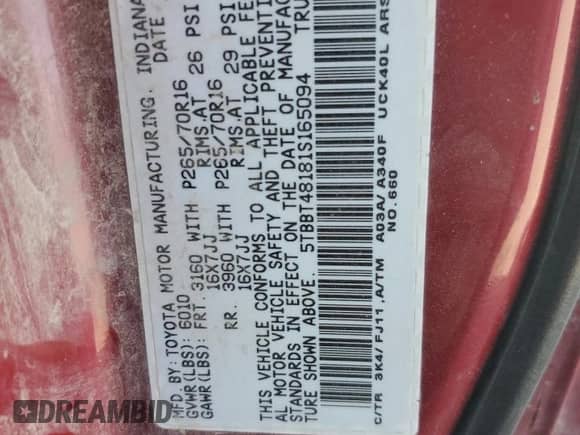 MFD. BY: TOYOTA MOTOR MANUFACTURING, INDIANA
GVWR(LBS): 6010 DATE
GAWR(LBS): FRT. 3160 WITH P265/70R16
16X7JJ RIMS,AT 26 PSI
RR. 3960 WITH P265/70R16
16X7JJ RIMS,AT 29 PSI
THIS VEHICLE CONFORMS TO ALL APPLICABLE FE
AL MOTOR VEHICLE SAFETY AND THEFT PREVENTI
STANDARDS IN EFFECT ON THE DATE OF MANUFAC
TURE SHOWN ABOVE.
5TBBT48181S165094 TRU
C/TR 3K4/ FJ11 .A/TM A03A/ A340F UCK40L ARS
NO.660
DREAMBID